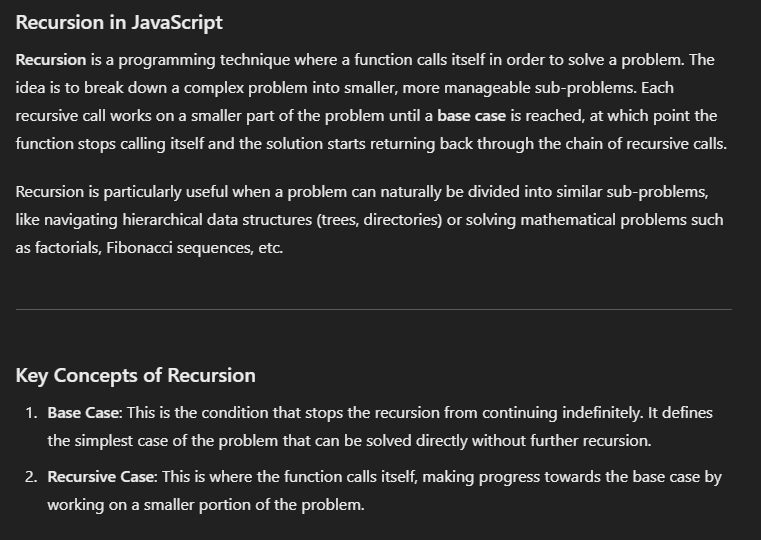 Recursion in JavaScript
Recursion is a programming technique where a function calls itself in order to solve a problem. The
idea is to break down a complex problem into smaller, more manageable sub-problems. Each
recursive call works on a smaller part of the problem until a base case is reached, at which point the
function stops calling itself and the solution starts returning back through the chain of recursive calls.
Recursion is particularly useful when a problem can naturally be divided into similar sub-problems,
like navigating hierarchical data structures (trees, directories) or solving mathematical problems such
as factorials, Fibonacci sequences, etc.
Key Concepts of Recursion
1. Base Case: This is the condition that stops the recursion from continuing indefinitely. It defines
the simplest case of the problem that can be solved directly without further recursion.
2. Recursive Case: This is where the function calls itself, making progress towards the base case by
working on a smaller portion of the problem.